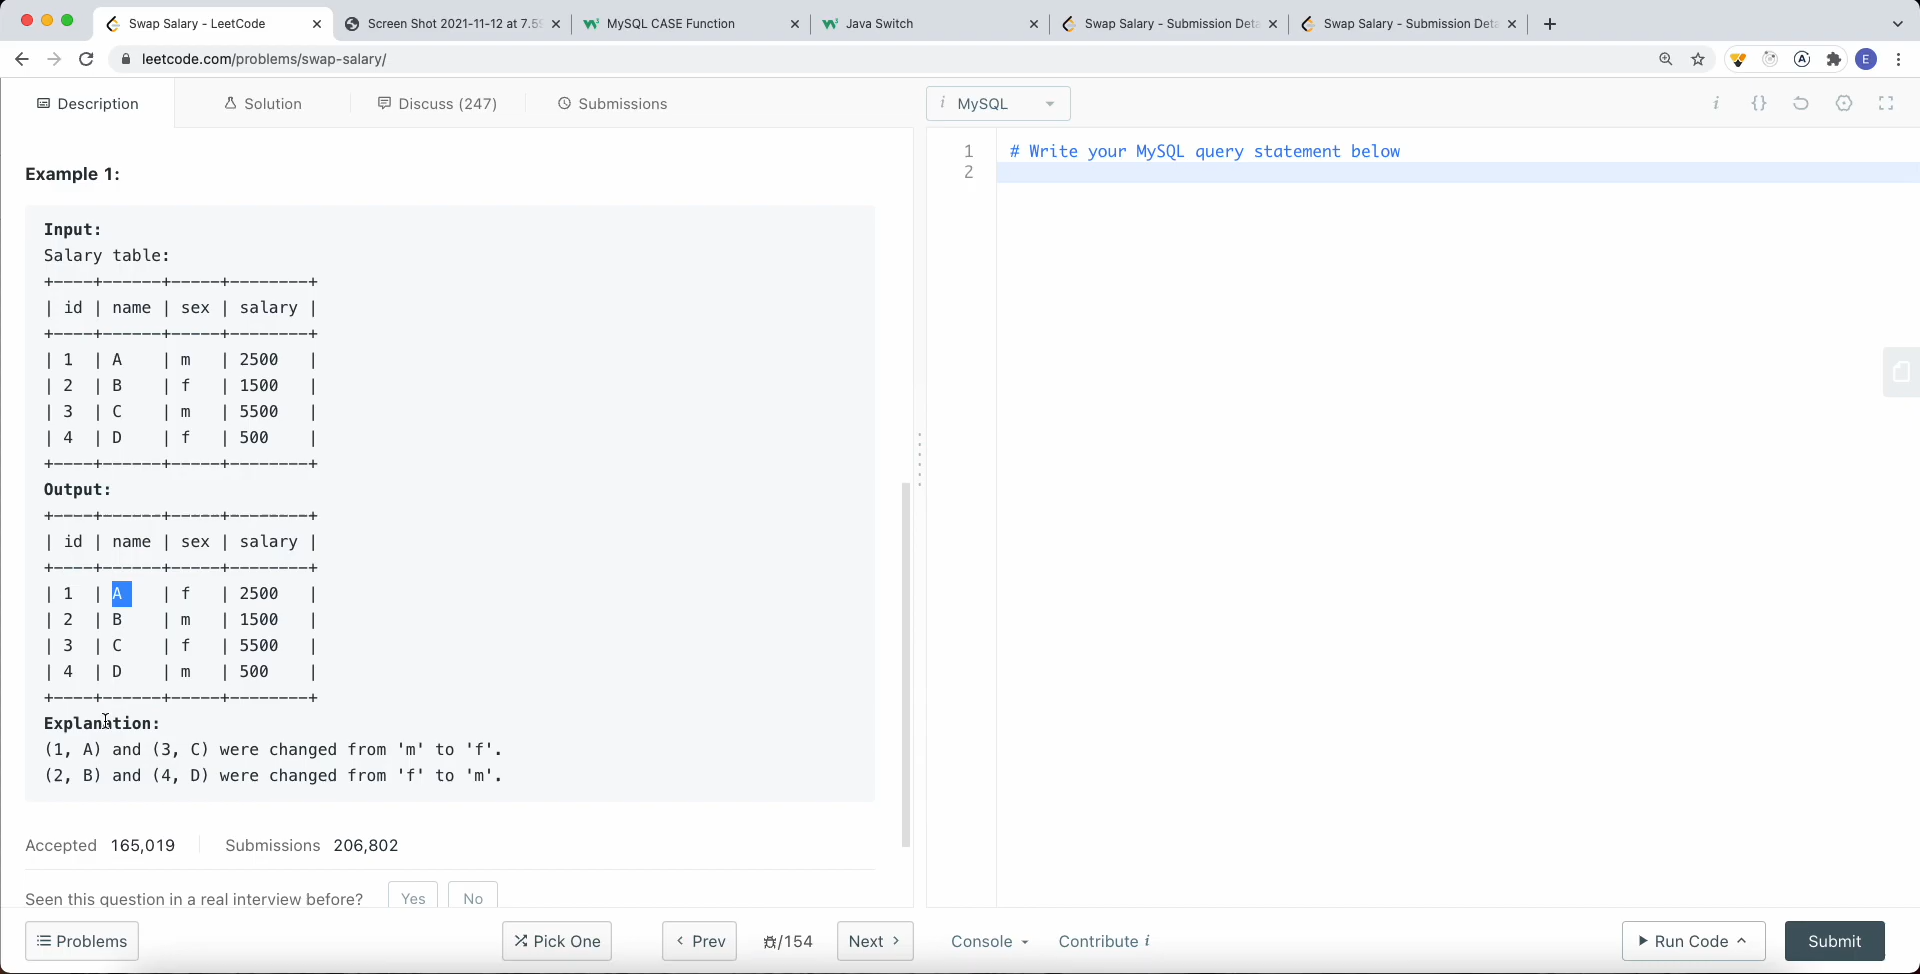 Swap Salary - LeetCode
Screen Shot 2021-11-12 at 7.5
MySQL CASE Function
Java Switch
Swap Salary - Submission Deta
Swap Salary - Submission Deta
leetcode.com/problems/swap-salary/
E
Description
Solution
Discuss (247)
Submissions
i MySQL
i {}
Example 1:
Input:
Salary table:
+----+------+-----+--------+
| id | name | sex | salary |
+----+------+-----+--------+
| 1  | A    | m   | 2500   |
| 2  | B    | f   | 1500   |
| 3  | C    | m   | 5500   |
| 4  | D    | f   | 500    |
+----+------+-----+--------+
Output:
+----+------+-----+--------+
| id | name | sex | salary |
+----+------+-----+--------+
| 1  | A    | f   | 2500   |
| 2  | B    | m   | 1500   |
| 3  | C    | f   | 5500   |
| 4  | D    | m   | 500    |
+----+------+-----+--------+
Explanation:
(1, A) and (3, C) were changed from 'm' to 'f'.
(2, B) and (4, D) were changed from 'f' to 'm'.
Accepted 165,019 Submissions 206,802
Seen this question in a real interview before? Yes No
1 # Write your MySQL query statement below
2
Problems
Pick One
Prev
/154
Next
Console
Contribute i
Run Code
Submit